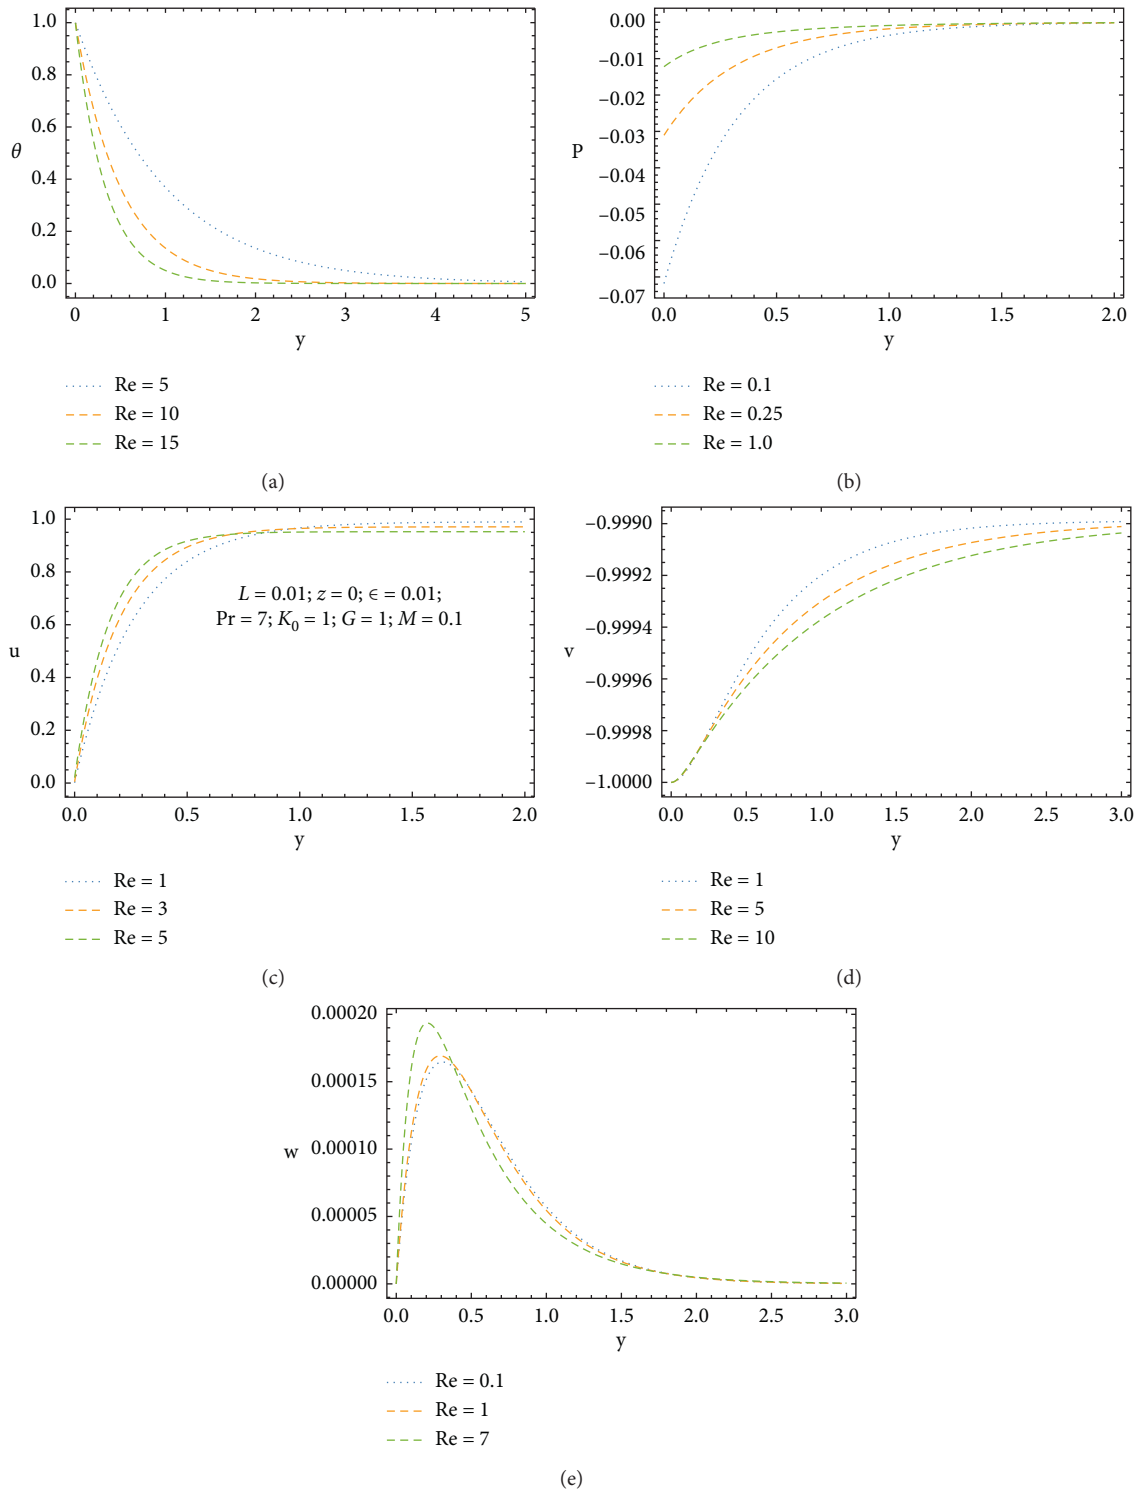 1.0
0.8
0.6
θ
0.4
0.2
0.0
0 1 2 3 4 5
y
Re = 5
Re = 10
Re = 15
(a)
0.00
−0.01
−0.02
−0.03
P
−0.04
−0.05
−0.06
−0.07
0.0 0.5 1.0 1.5 2.0
y
Re = 0.1
Re = 0.25
Re = 1.0
(b)
1.0
0.8
L = 0.01; z = 0; ϵ = 0.01;
Pr = 7; K₀ = 1; G = 1; M = 0.1
0.6
u
0.4
0.2
0.0
0.0 0.5 1.0 1.5 2.0
y
Re = 1
Re = 3
Re = 5
(c)
−0.9990
−0.9992
−0.9994
v
−0.9996
−0.9998
−1.0000
0.0 0.5 1.0 1.5 2.0 2.5 3.0
y
Re = 1
Re = 5
Re = 10
(d)
0.00020
0.00015
w
0.00010
0.00005
0.00000
0.0 0.5 1.0 1.5 2.0 2.5 3.0
y
Re = 0.1
Re = 1
Re = 7
(e)